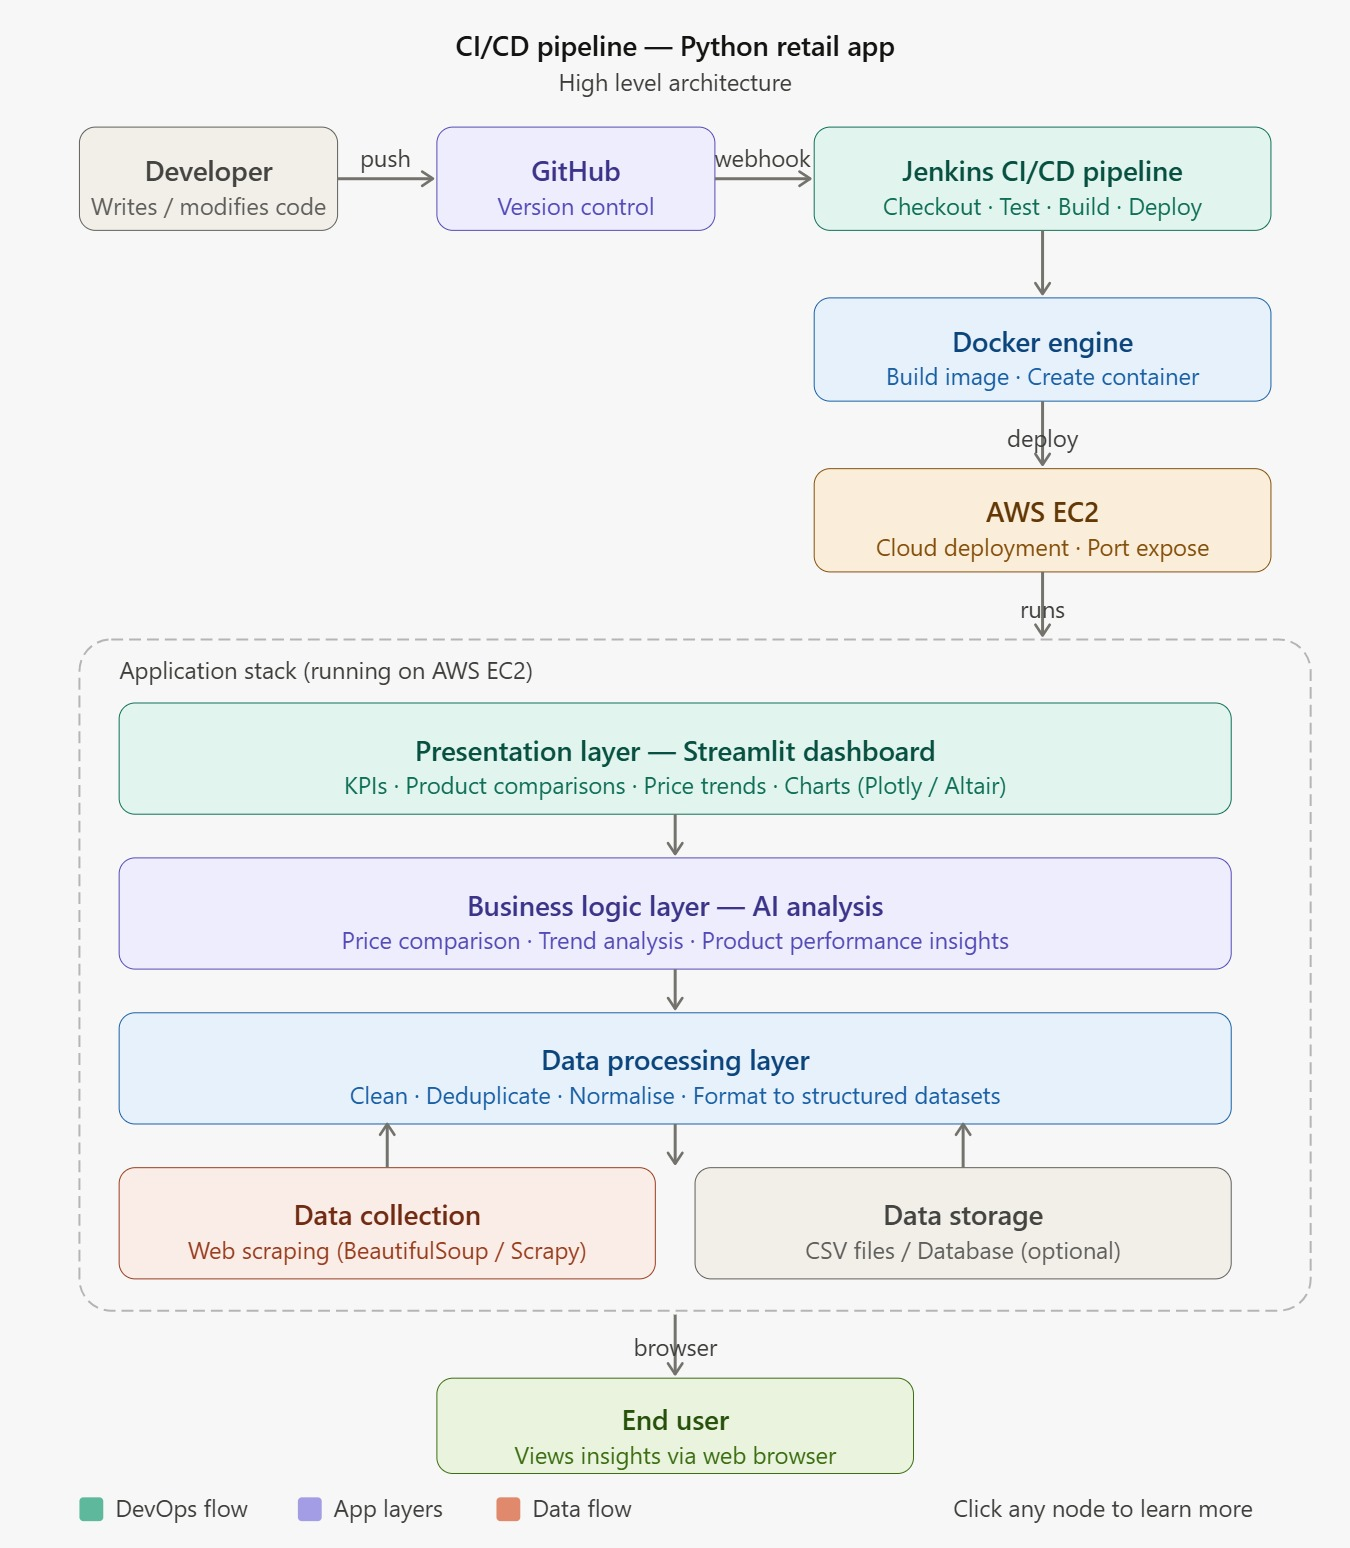 CI/CD pipeline — Python retail app
High level architecture
Developer
Writes / modifies code
push
GitHub
Version control
webhook
Jenkins CI/CD pipeline
Checkout · Test · Build · Deploy
Docker engine
Build image · Create container
deploy
AWS EC2
Cloud deployment · Port expose
runs
Application stack (running on AWS EC2)
Presentation layer — Streamlit dashboard
KPIs · Product comparisons · Price trends · Charts (Plotly / Altair)
Business logic layer — AI analysis
Price comparison · Trend analysis · Product performance insights
Data processing layer
Clean · Deduplicate · Normalise · Format to structured datasets
Data collection
Web scraping (BeautifulSoup / Scrapy)
Data storage
CSV files / Database (optional)
browser
End user
Views insights via web browser
DevOps flow
App layers
Data flow
Click any node to learn more